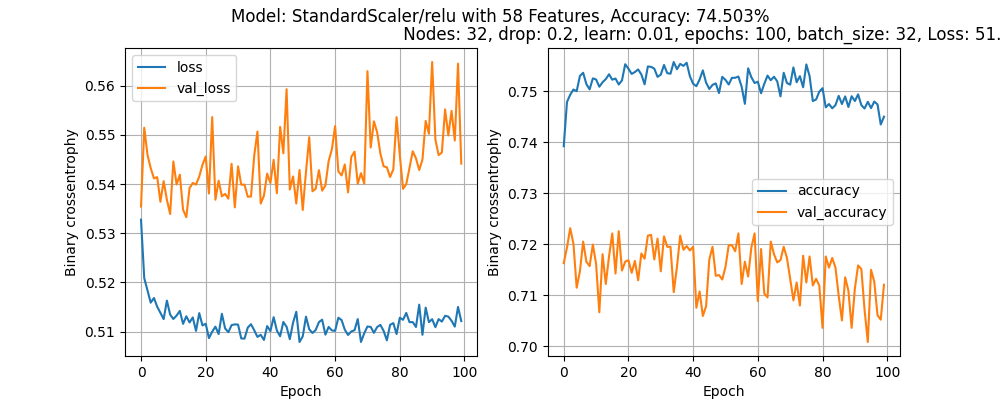 Model: StandardScaler/relu with 58 Features, Accuracy: 74.503%
Nodes: 32, drop: 0.2, learn: 0.01, epochs: 100, batch_size: 32, Loss: 51.
loss
val_loss
0.56
0.55
0.54
0.53
0.52
0.51
Binary crossentrophy
0
20
40
60
80
100
Epoch
accuracy
val_accuracy
0.75
0.74
0.73
0.72
0.71
0.70
Binary crossentrophy
0
20
40
60
80
100
Epoch